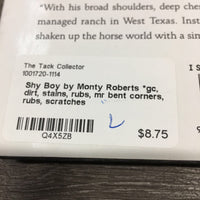 "With his broad shoulders, deep ches
managed ranch in West Texas. Inst
shaken up the horse world with a sin
The Tack Collector
1001720-1114
Shy Boy by Monty Roberts *gc,
dirt, stains, rubs, mr bent corners,
rubs, scratches
Q4X5ZB
$8.75
I S